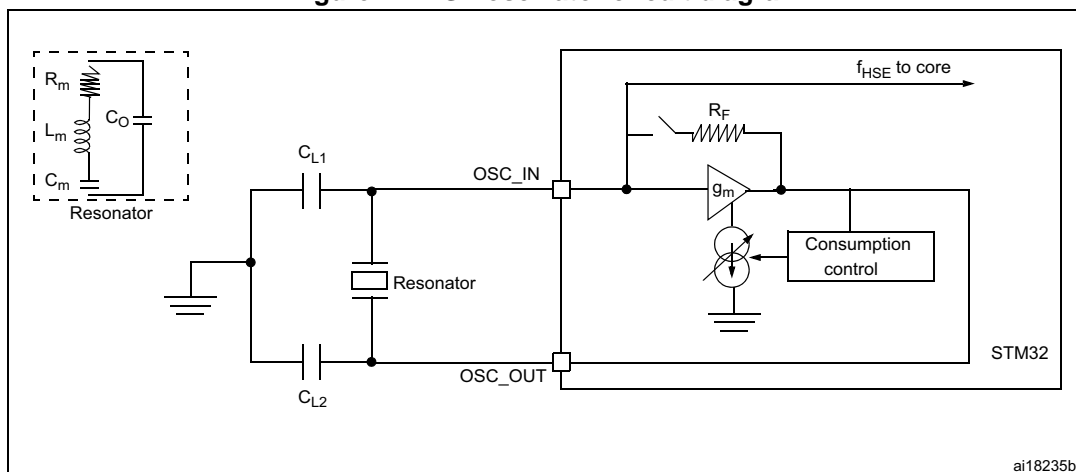 R_m
L_m
C_O
C_m
Resonator
C_L1
C_L2
Resonator
OSC_IN
OSC_OUT
f_HSE to core
R_F
g_m
Consumption
control
STM32
ai18235b